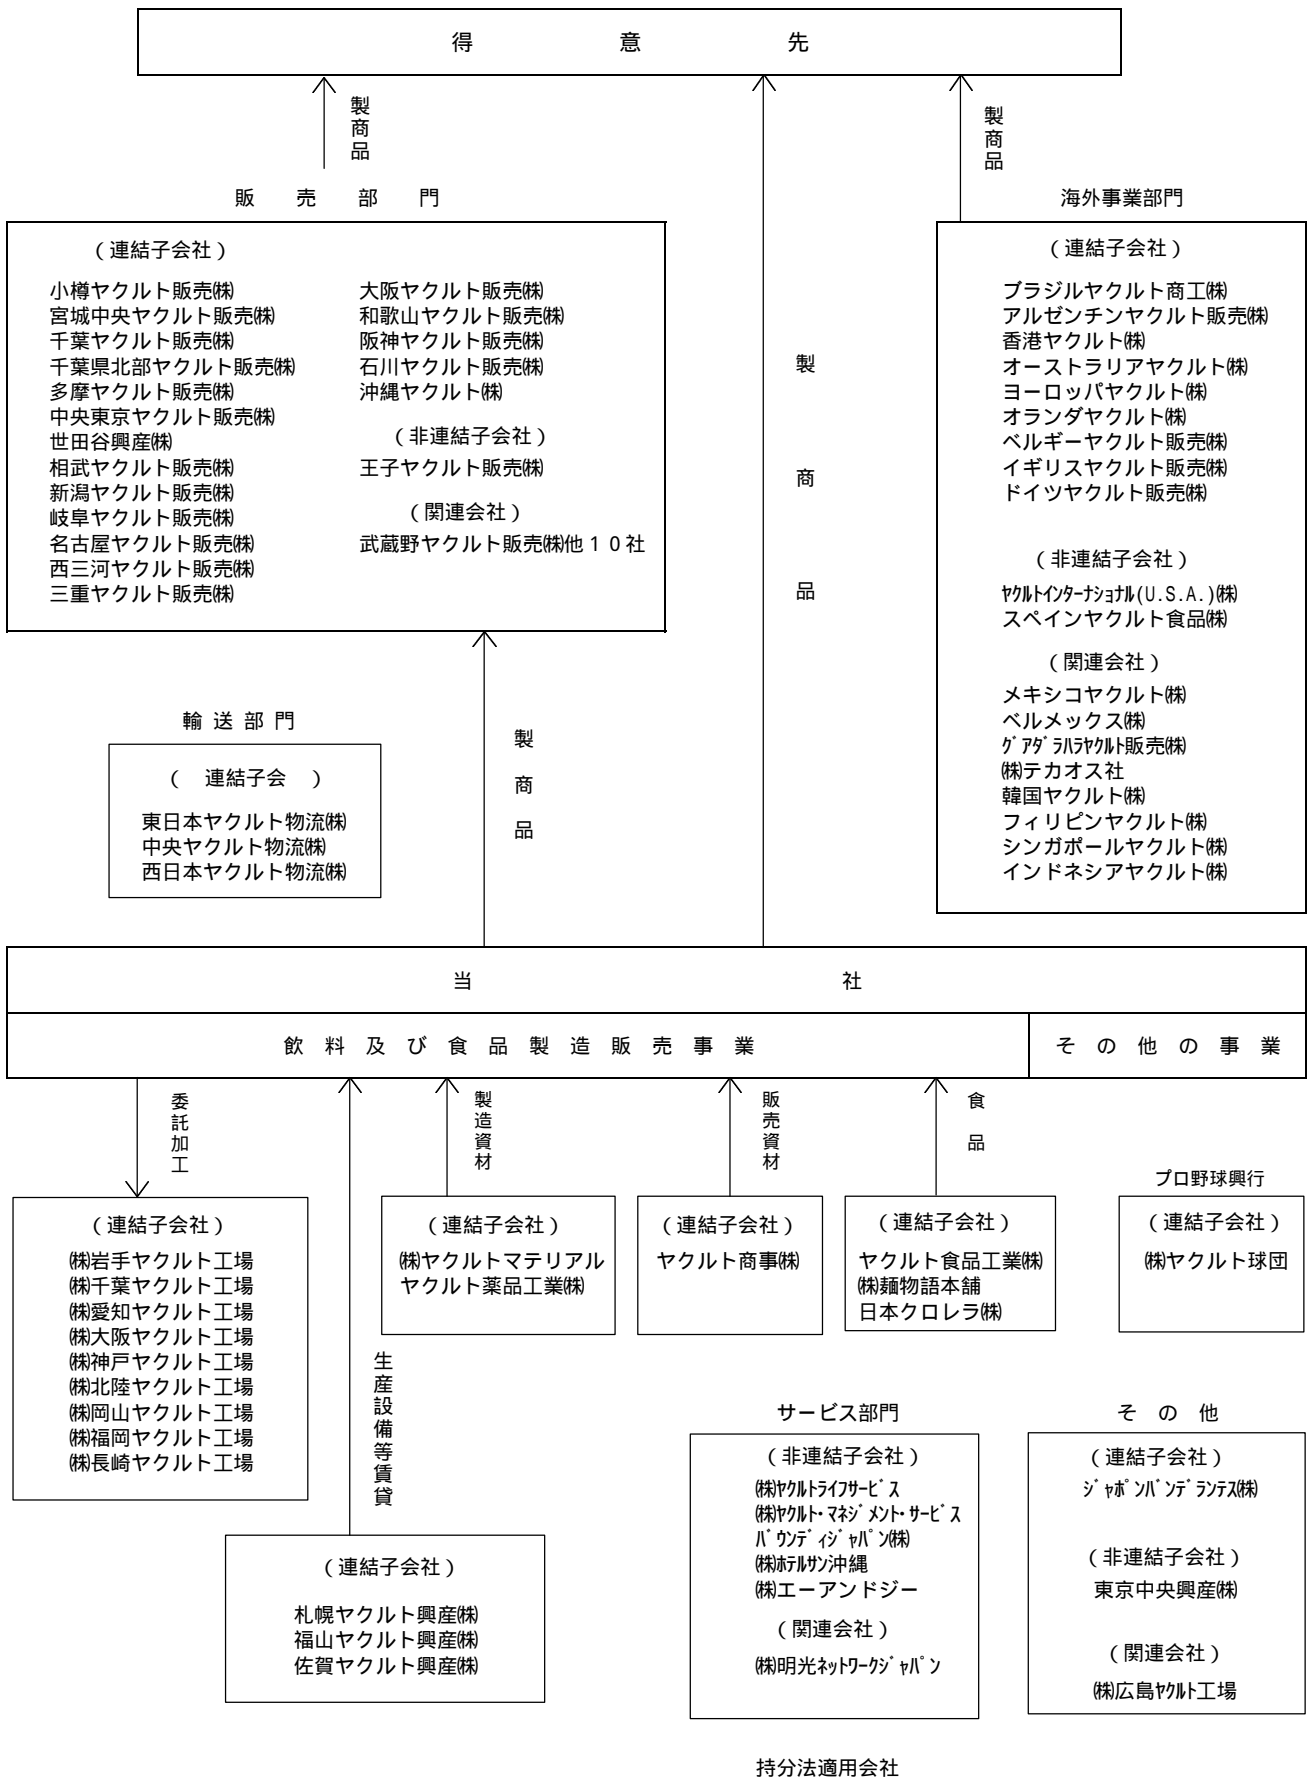 得意先
製商品
製商品
販売部門
海外事業部門
（連結子会社）
小樽ヤクルト販売㈱
宮城中央ヤクルト販売㈱
千葉ヤクルト販売㈱
千葉県北部ヤクルト販売㈱
多摩ヤクルト販売㈱
中央東京ヤクルト販売㈱
世田谷興産㈱
相武ヤクルト販売㈱
新潟ヤクルト販売㈱
岐阜ヤクルト販売㈱
名古屋ヤクルト販売㈱
西三河ヤクルト販売㈱
三重ヤクルト販売㈱
大阪ヤクルト販売㈱
和歌山ヤクルト販売㈱
阪神ヤクルト販売㈱
石川ヤクルト販売㈱
沖縄ヤクルト㈱
（非連結子会社）
王子ヤクルト販売㈱
（関連会社）
武蔵野ヤクルト販売㈱他１０社
製商品
（連結子会社）
ブラジルヤクルト商工㈱
アルゼンチンヤクルト販売㈱
香港ヤクルト㈱
オーストラリアヤクルト㈱
ヨーロッパヤクルト㈱
オランダヤクルト㈱
ベルギーヤクルト販売㈱
イギリスヤクルト販売㈱
ドイツヤクルト販売㈱
（非連結子会社）
ﾔｸﾙﾄｲﾝﾀｰﾅｼｮﾅﾙ(U.S.A.)㈱
スペインヤクルト食品㈱
（関連会社）
メキシコヤクルト㈱
ベルメックス㈱
ｸﾞｱﾀﾞﾗﾊﾗﾔｸﾙﾄ販売㈱
㈱テカオス社
韓国ヤクルト㈱
フィリピンヤクルト㈱
シンガポールヤクルト㈱
インドネシアヤクルト㈱
輸送部門
（　連結子会　）
東日本ヤクルト物流㈱
中央ヤクルト物流㈱
西日本ヤクルト物流㈱
製商品
当社
飲料及び食品製造販売事業
その他の事業
委託加工
製造資材
販売資材
食品
プロ野球興行
（連結子会社）
㈱岩手ヤクルト工場
㈱千葉ヤクルト工場
㈱愛知ヤクルト工場
㈱大阪ヤクルト工場
㈱神戸ヤクルト工場
㈱北陸ヤクルト工場
㈱岡山ヤクルト工場
㈱福岡ヤクルト工場
㈱長崎ヤクルト工場
（連結子会社）
㈱ヤクルトマテリアル
ヤクルト薬品工業㈱
（連結子会社）
ヤクルト商事㈱
（連結子会社）
ヤクルト食品工業㈱
㈱麺物語本舗
日本クロレラ㈱
（連結子会社）
㈱ヤクルト球団
生産設備等賃貸
（連結子会社）
札幌ヤクルト興産㈱
福山ヤクルト興産㈱
佐賀ヤクルト興産㈱
サービス部門
（非連結子会社）
㈱ﾔｸﾙﾄﾗｲﾌｻｰﾋﾞｽ
㈱ﾔｸﾙﾄ･ﾏﾈｼﾞﾒﾝﾄ･ｻｰﾋﾞｽ
ﾊﾞｳﾝﾃﾞｨｼﾞｬﾊﾟﾝ㈱
㈱ﾎﾃﾙｻﾝ沖縄
㈱エーアンドジー
（関連会社）
㈱明光ﾈｯﾄﾜｰｸｼﾞｬﾊﾟﾝ
その他
（連結子会社）
ｼﾞｬﾎﾟﾝﾊﾞﾝﾃﾞﾗﾝﾃｽ㈱
（非連結子会社）
東京中央興産㈱
（関連会社）
㈱広島ﾔｸﾙﾄ工場
持分法適用会社